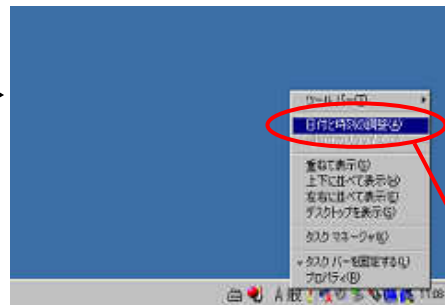 ツール バー(T)
日付と時刻の調整(A)
重ねて表示(S)
上下に並べて表示(H)
左右に並べて表示(E)
デスクトップを表示(S)
タスク マネージャ(K)
タスク バーを固定する(L)
プロパティ(R)
A 般
11:08